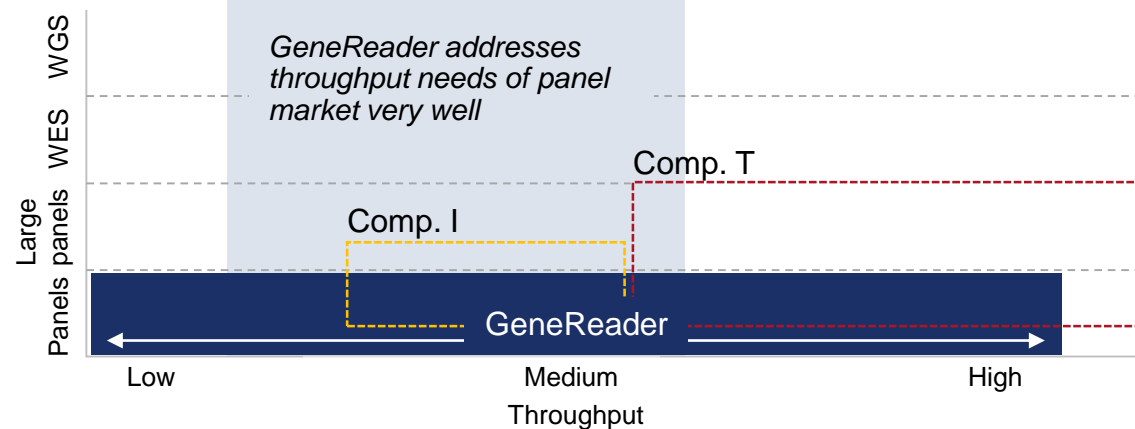 WGS
GeneReader addresses
throughput needs of panel
market very well
WES
Comp. T
Large
panels
Comp. I
Panels
GeneReader
Low
Medium
High
Throughput